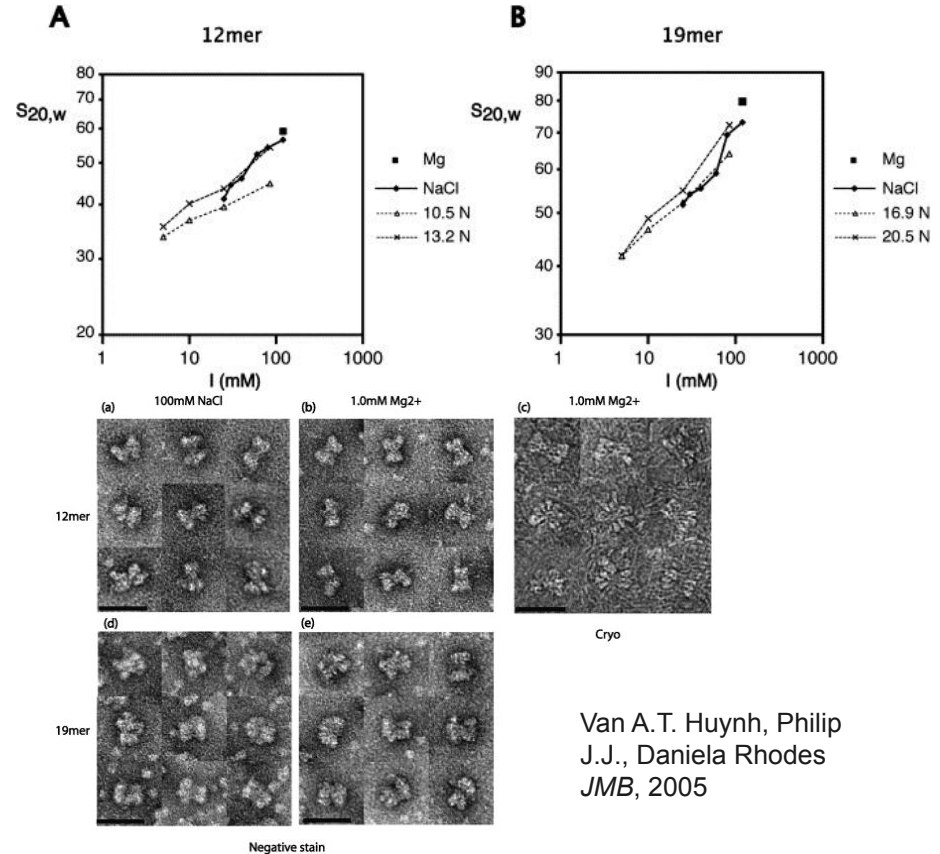 A
12mer
80
70
S20,w
60
50
40
30
20
1
10
100
1000
I (mM)
Mg
NaCl
10.5 N
13.2 N
B
19mer
90
80
S20,w
70
60
50
40
30
1
10
100
1000
I (mM)
Mg
NaCl
16.9 N
20.5 N
(a)
100mM NaCl
(b)
1.0mM Mg2+
(c)
1.0mM Mg2+
12mer
Cryo
(d)
(e)
19mer
Negative stain
Van A.T. Huynh, Philip
J.J., Daniela Rhodes
JMB, 2005